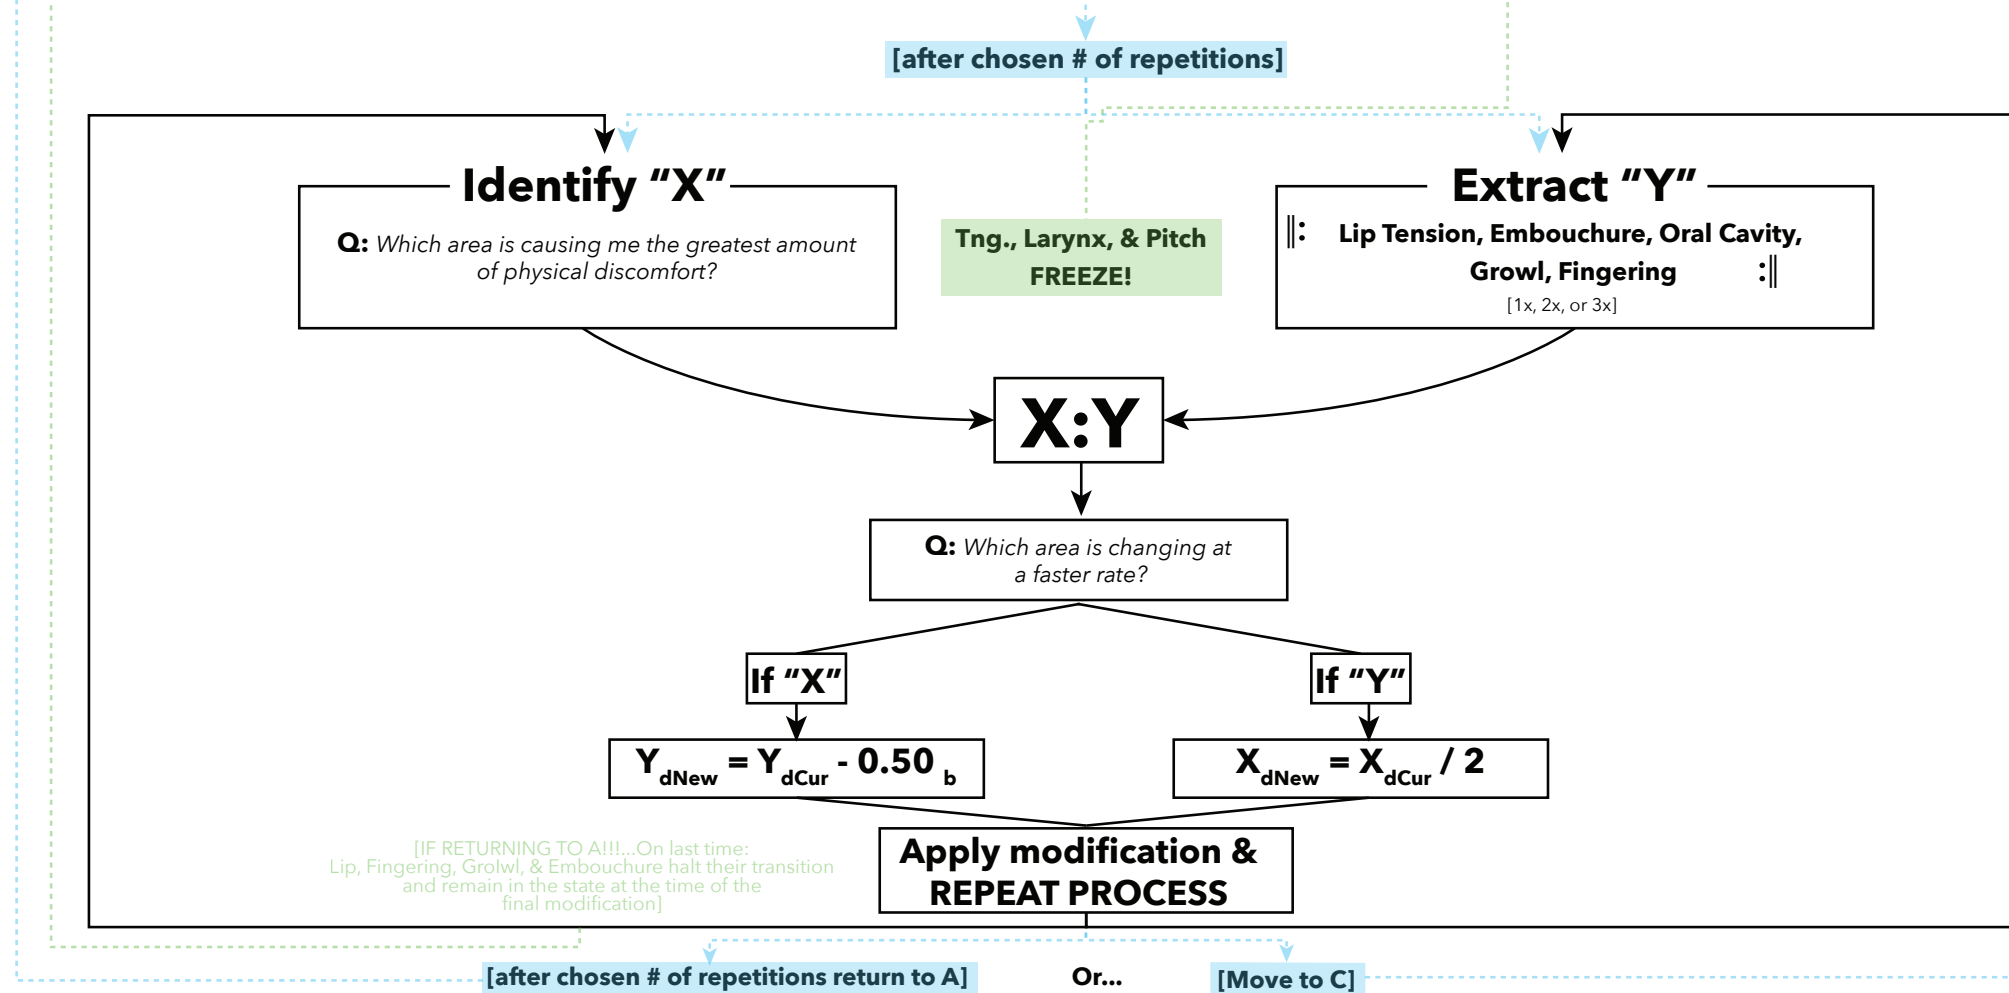 [after chosen # of repetitions]
Identify “X”
Q: Which area is causing me the greatest amount
of physical discomfort?
Tng., Larynx, & Pitch
FREEZE!
Extract “Y”
‖: Lip Tension, Embouchure, Oral Cavity,
Growl, Fingering :‖
[1x, 2x, or 3x]
X:Y
Q: Which area is changing at
a faster rate?
If “X”
If “Y”
Y dNew = Y dCur - 0.50 b
X dNew = X dCur / 2
[IF RETURNING TO A!!!...On last time:
Lip, Fingering, Grolwl, & Embouchure halt their transition
and remain in the state at the time of the
final modification]
Apply modification &
REPEAT PROCESS
[after chosen # of repetitions return to A]
Or...
[Move to C]